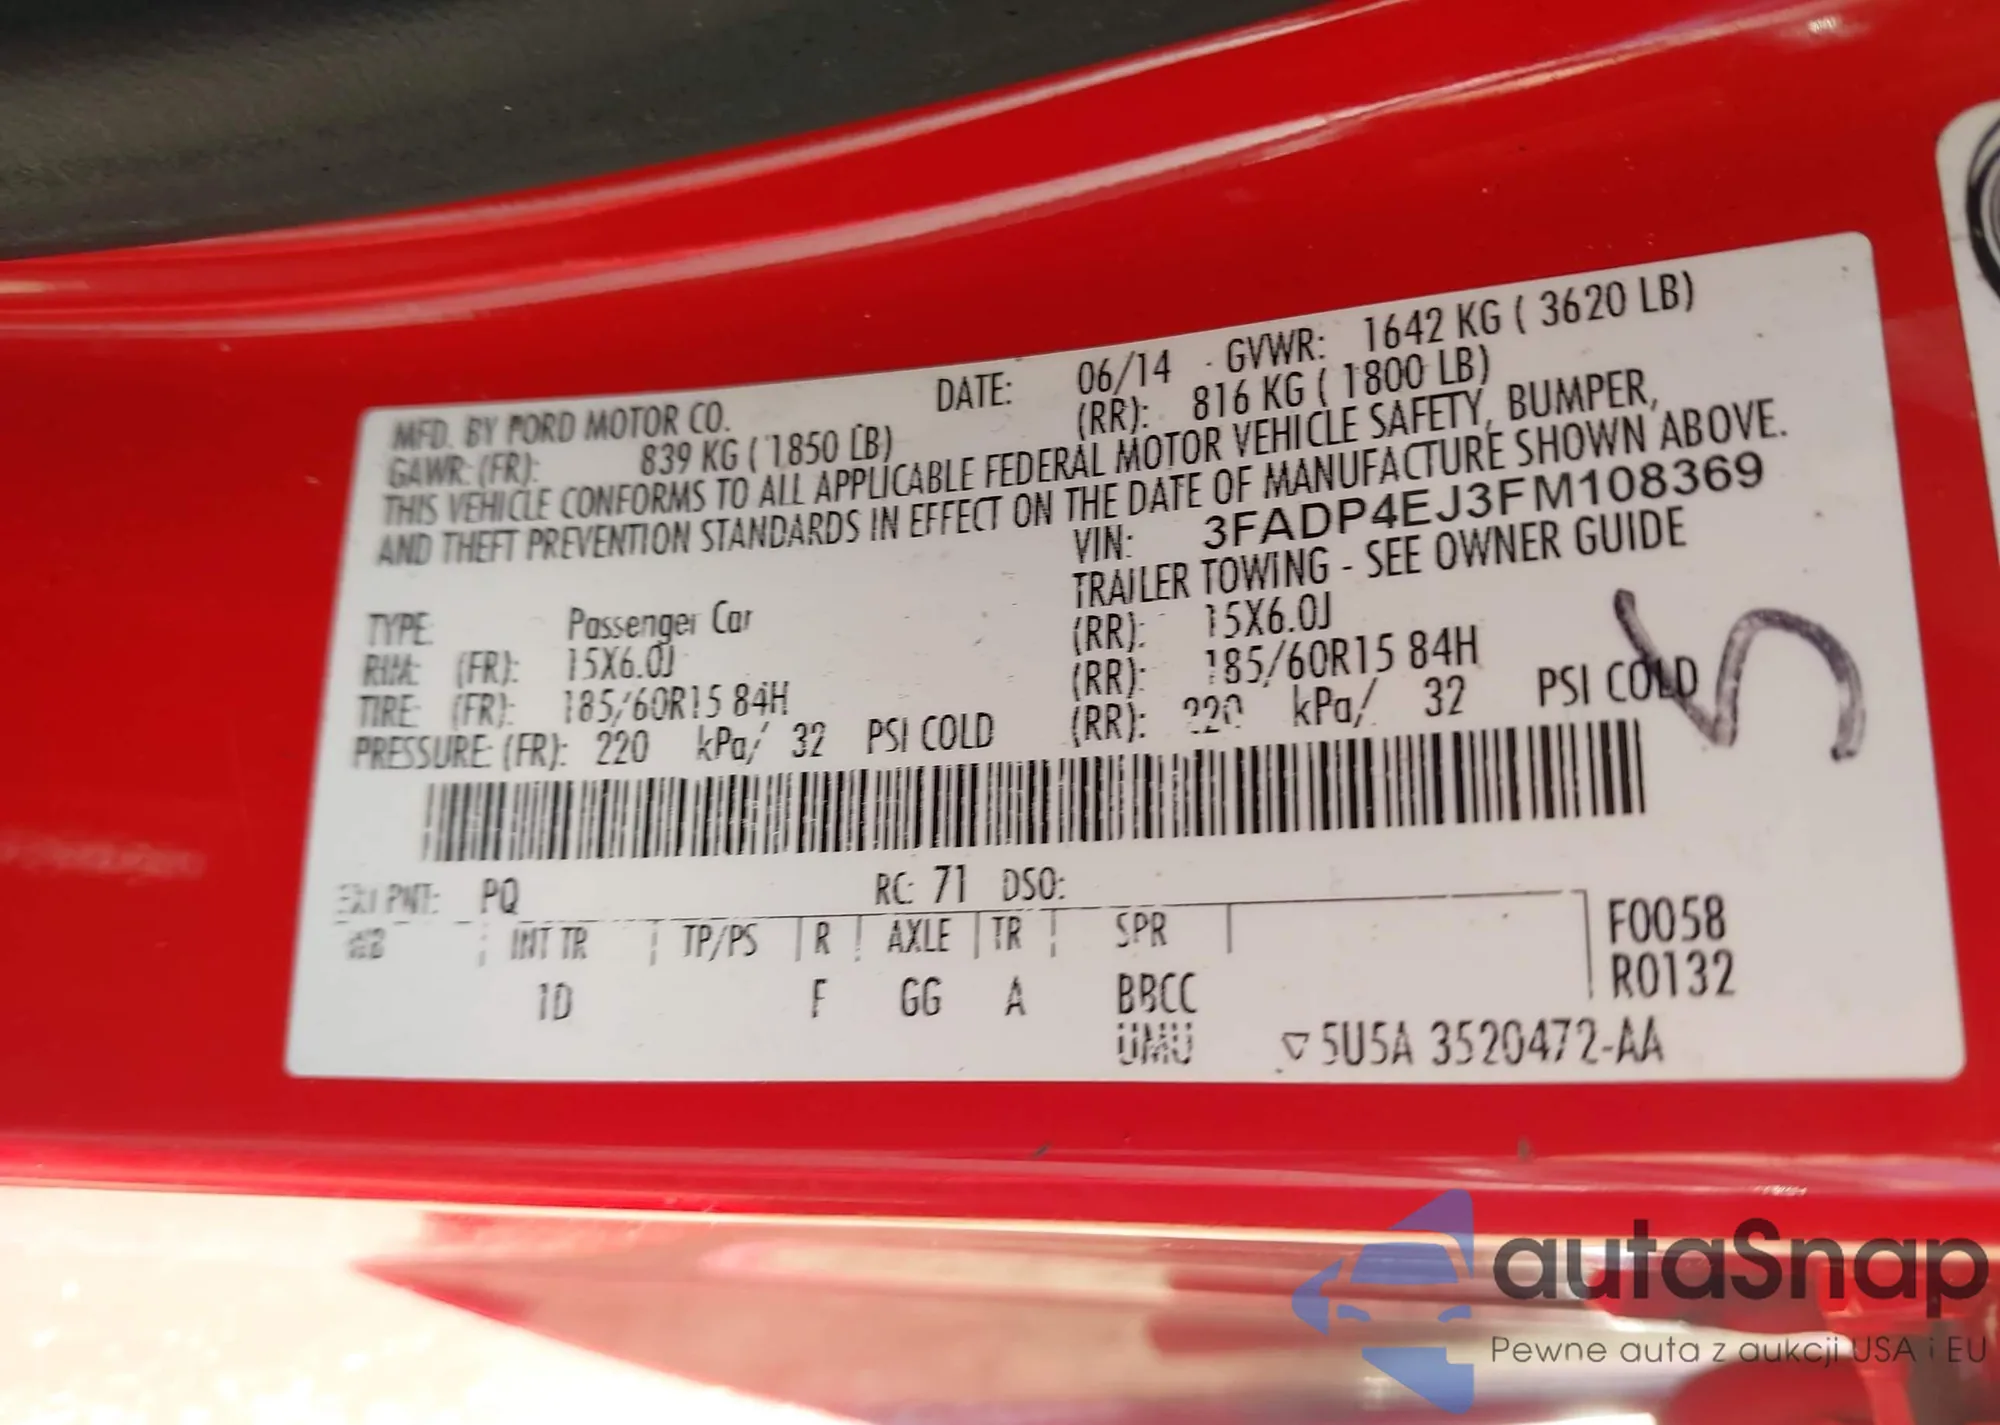 MFD. BY FORD MOTOR CO. DATE: 06/14 GVWR: 1642 KG ( 3620 LB)
GAWR: (FR): 839 KG ( 1850 LB) (RR): 816 KG ( 1800 LB)
THIS VEHICLE CONFORMS TO ALL APPLICABLE FEDERAL MOTOR VEHICLE SAFETY, BUMPER,
AND THEFT PREVENTION STANDARDS IN EFFECT ON THE DATE OF MANUFACTURE SHOWN ABOVE.
VIN: 3FADP4EJ3FM108369
TYPE: Passenger Car TRAILER TOWING - SEE OWNER GUIDE
RIM: (FR): 15X6.0J (RR): 15X6.0J
TIRE: (FR): 185/60R15 84H (RR): 185/60R15 84H
PRESSURE: (FR): 220 kPa/ 32 PSI COLD (RR): 220 kPa/ 32 PSI COLD
EXT PNT: PQ RC: 71 DSO:
WB INT TR TP/PS R AXLE TR SPR F0058
R0132
1D F GG A BBCC
UMU ▽5U5A 3520472-AA
autaSnap
Pewne auta z aukcji USA i EU